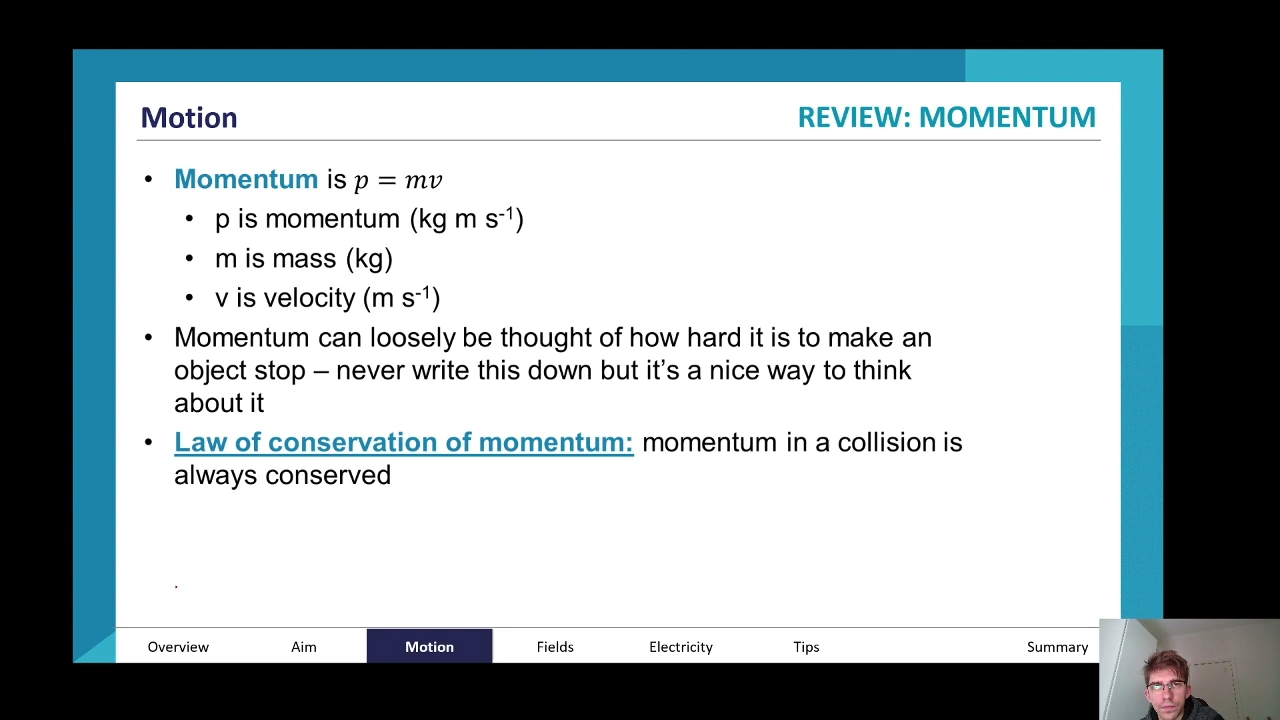 Motion
REVIEW: MOMENTUM
• Momentum is p = mv
• p is momentum (kg m s⁻¹)
• m is mass (kg)
• v is velocity (m s⁻¹)
• Momentum can loosely be thought of how hard it is to make an
object stop – never write this down but it’s a nice way to think
about it
• Law of conservation of momentum: momentum in a collision is
always conserved
Overview Aim Motion Fields Electricity Tips Summary